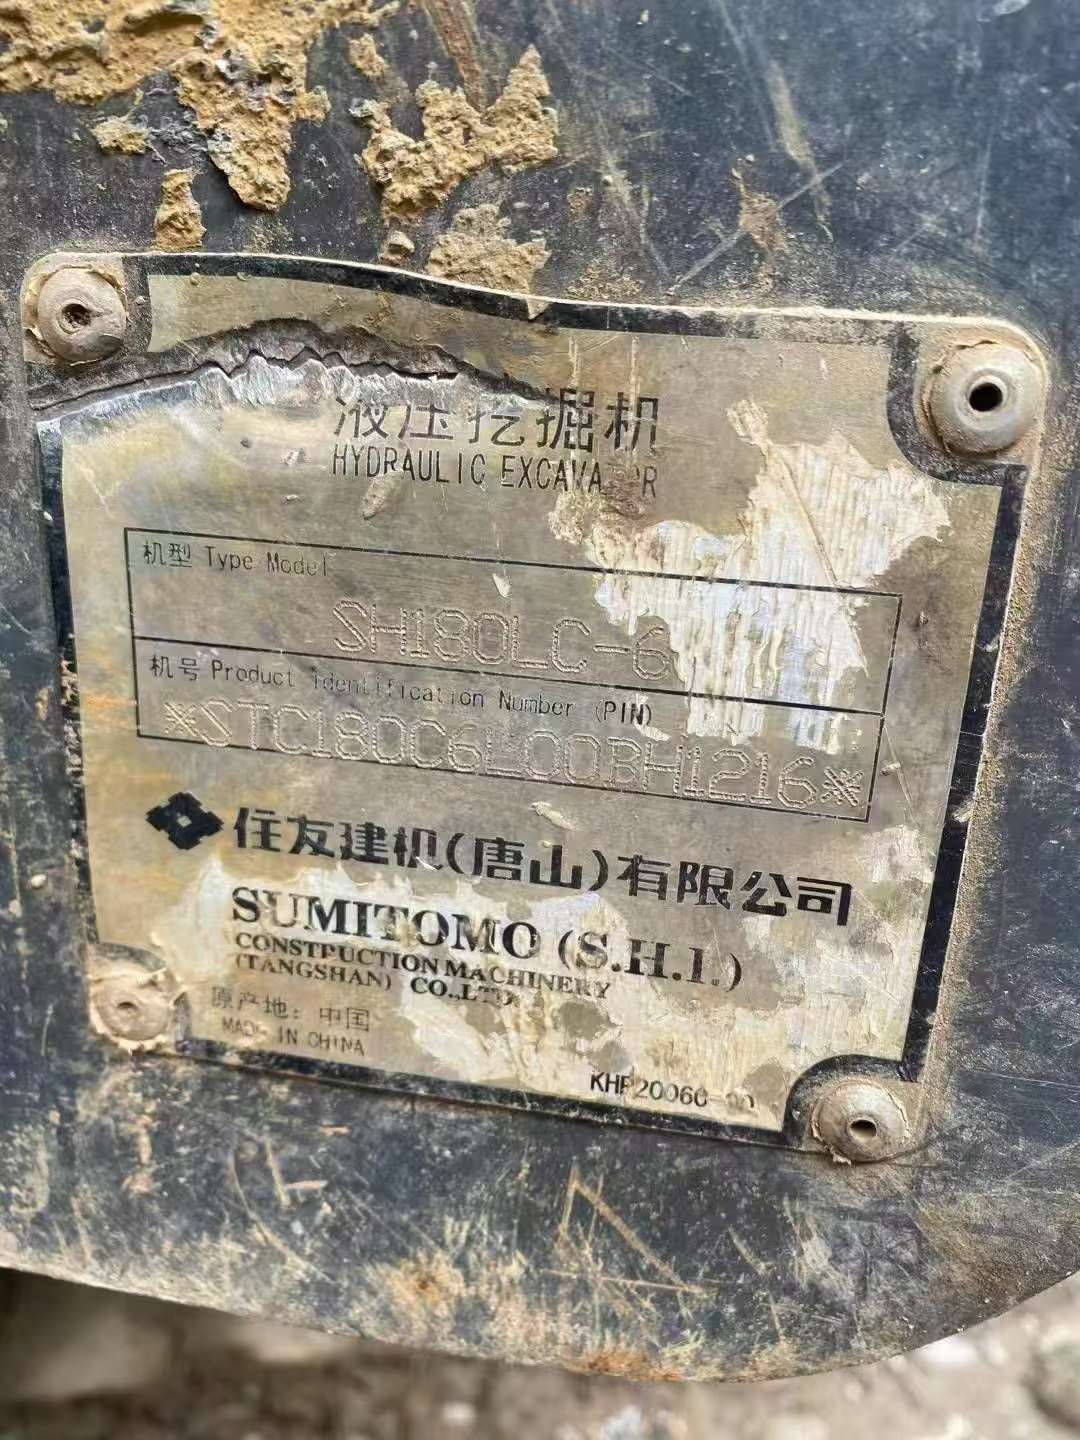 液压挖掘机
HYDRAULIC EXCAVATOR
机型 Type Model
SH180LC-6
机号 Product Identification Number (PIN)
*STC180C6L00BH1216*
住友建机(唐山)有限公司
SUMITOMO (S.H.I.)
CONSTRUCTION MACHINERY
(TANGSHAN) CO.,LTD.
原产地：中国
MADE IN CHINA
KHP20060-00